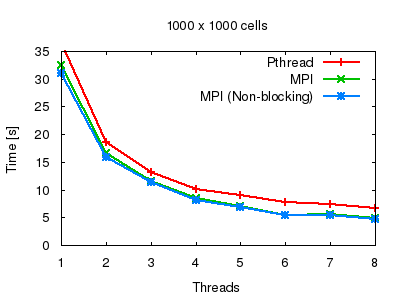 1000 x 1000 cells
Pthread
MPI
MPI (Non-blocking)
Time [s]
35
30
25
20
15
10
5
0
1 2 3 4 5 6 7 8
Threads